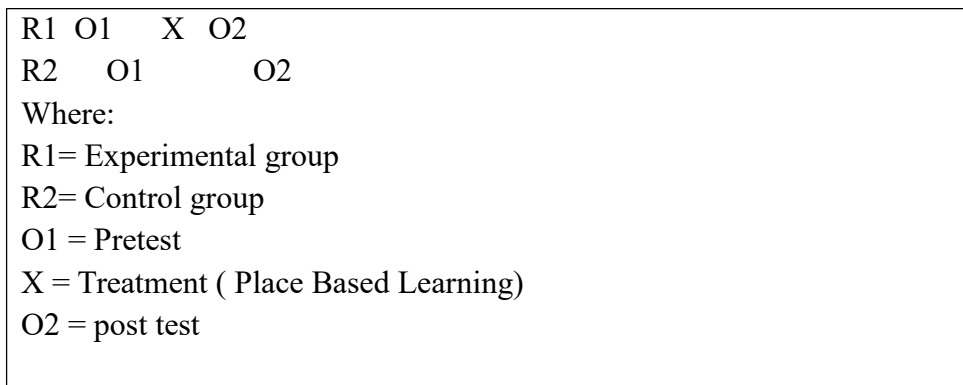 R1 O1 X O2
R2 O1 O2
Where:
R1= Experimental group
R2= Control group
O1 = Pretest
X = Treatment ( Place Based Learning)
O2 = post test